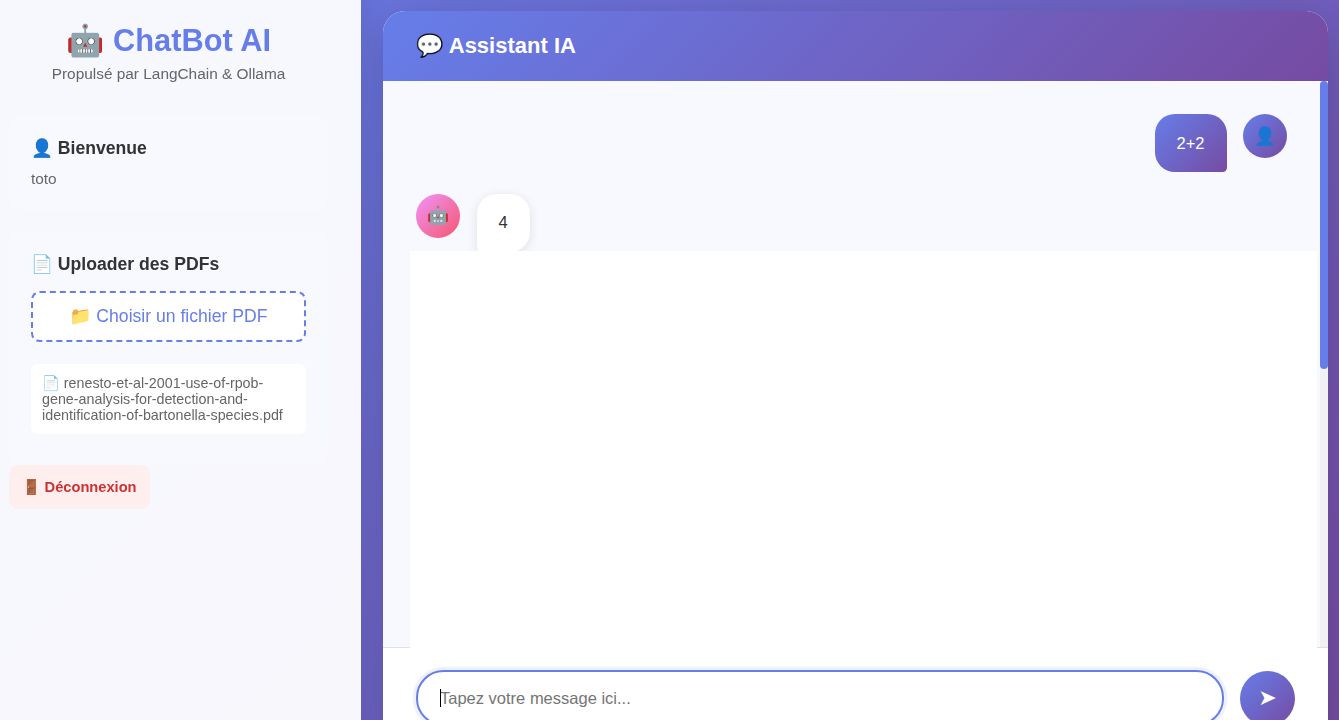 ChatBot AI
Propulsé par LangChain & Ollama
Bienvenue
toto
Uploader des PDFs
Choisir un fichier PDF
renesto-et-al-2001-use-of-rpob-
gene-analysis-for-detection-and-
identification-of-bartonella-species.pdf
Déconnexion
Assistant IA
2+2
4
Tapez votre message ici...